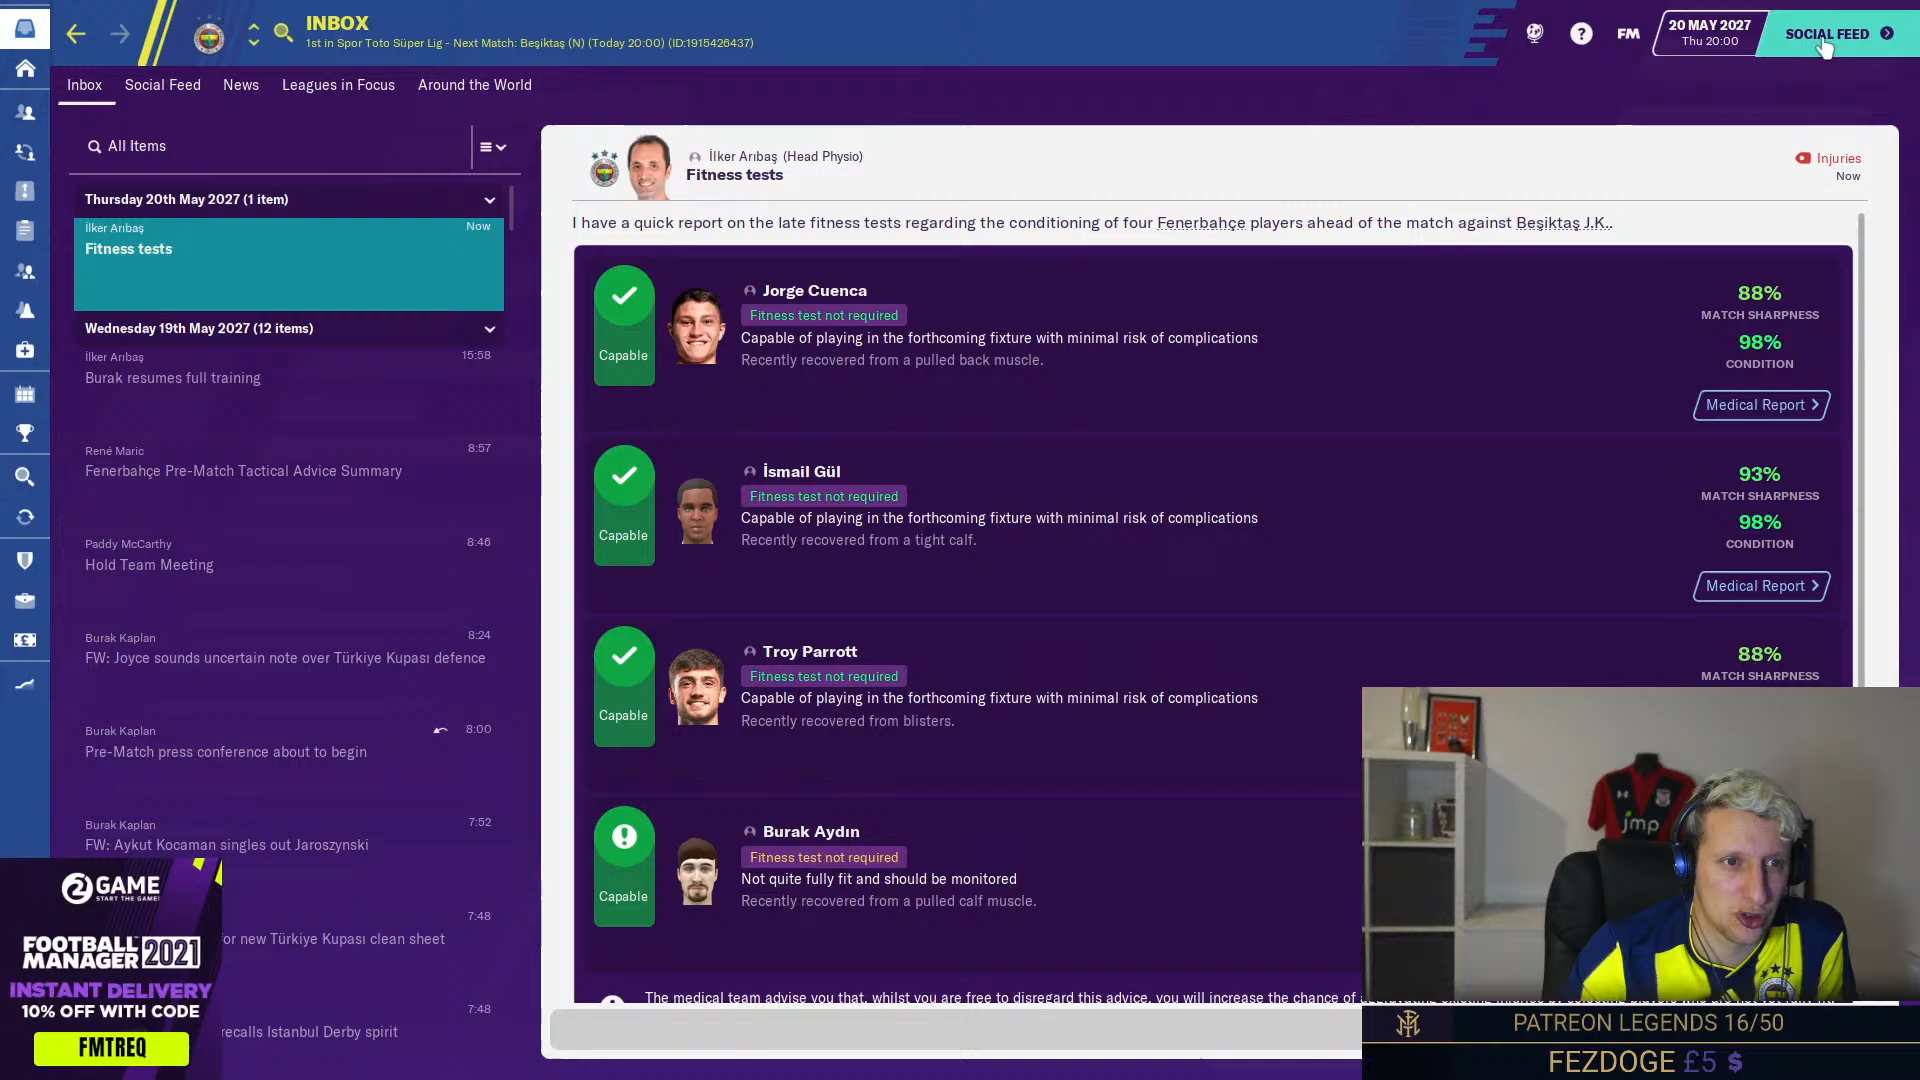 INBOX
1st in Spor Toto Süper Lig - Next Match: Beşiktaş (N) (Today 20:00) (ID:1915426437)
?
FM
20 MAY 2027
Thu 20:00
SOCIAL FEED
Inbox
Social Feed
News
Leagues in Focus
Around the World
All Items
Thursday 20th May 2027 (1 item)
İlker Arıbaş
Now
Fitness tests
Wednesday 19th May 2027 (12 items)
İlker Arıbaş
15:58
Burak resumes full training
René Maric
8:57
Fenerbahçe Pre-Match Tactical Advice Summary
Paddy McCarthy
8:46
Hold Team Meeting
Burak Kaplan
8:24
FW: Joyce sounds uncertain note over Türkiye Kupası defence
Burak Kaplan
8:00
Pre-Match press conference about to begin
Burak Kaplan
7:52
FW: Aykut Kocaman singles out Jaroszynski
7:48
or new Türkiye Kupası clean sheet
7:48
recalls Istanbul Derby spirit
İlker Arıbaş (Head Physio)
Fitness tests
Injuries
Now
I have a quick report on the late fitness tests regarding the conditioning of four Fenerbahçe players ahead of the match against Beşiktaş J.K..
Capable
Jorge Cuenca
Fitness test not required
Capable of playing in the forthcoming fixture with minimal risk of complications
Recently recovered from a pulled back muscle.
88%
MATCH SHARPNESS
98%
CONDITION
Medical Report
Capable
İsmail Gül
Fitness test not required
Capable of playing in the forthcoming fixture with minimal risk of complications
Recently recovered from a tight calf.
93%
MATCH SHARPNESS
98%
CONDITION
Medical Report
Capable
Troy Parrott
Fitness test not required
Capable of playing in the forthcoming fixture with minimal risk of complications
Recently recovered from blisters.
88%
MATCH SHARPNESS
Capable
Burak Aydın
Fitness test not required
Not quite fully fit and should be monitored
Recently recovered from a pulled calf muscle.
The medical team advise you that, whilst you are free to disregard this advice, you will increase the chance of
2GAME
START THE GAME!
FOOTBALL
MANAGER 2021
INSTANT DELIVERY
10% OFF WITH CODE
FMTREQ
jmp
PATREON LEGENDS 16/50
FEZDOGE £5 $